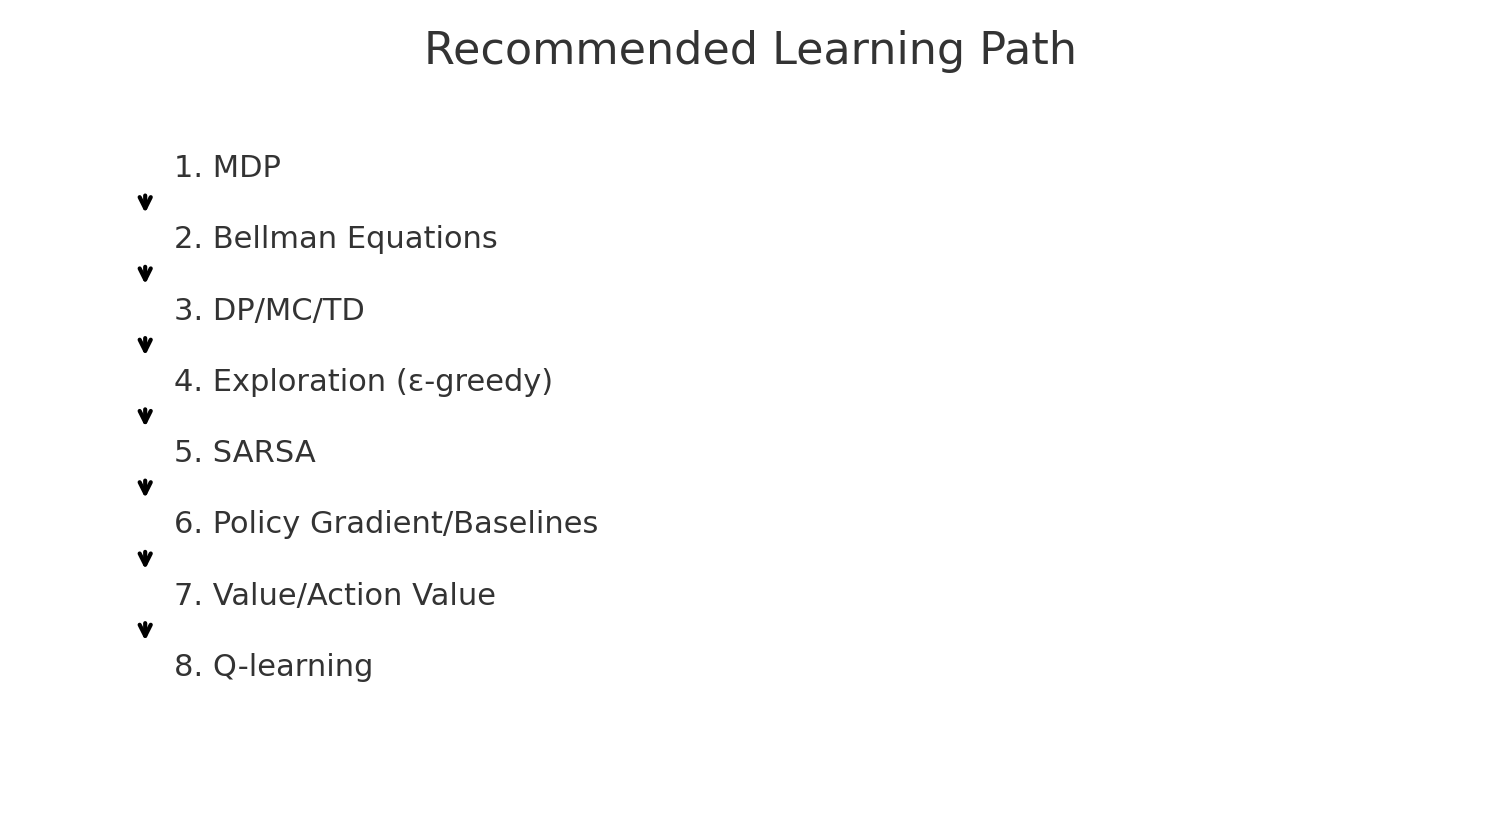 Recommended Learning Path
1. MDP
2. Bellman Equations
3. DP/MC/TD
4. Exploration (ε-greedy)
5. SARSA
6. Policy Gradient/Baselines
7. Value/Action Value
8. Q-learning